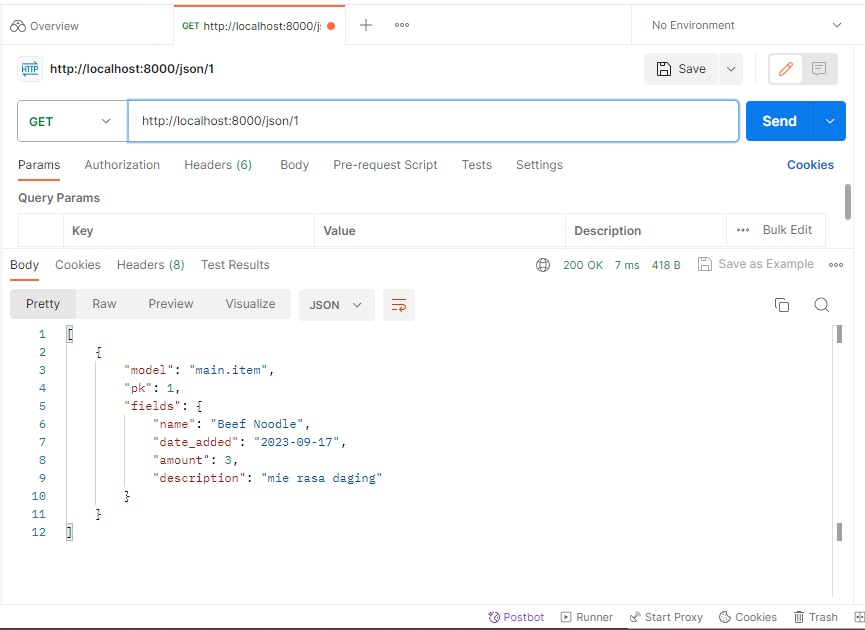 Overview
GET http://localhost:8000/j
No Environment
HTTP http://localhost:8000/json/1
Save
GET http://localhost:8000/json/1 Send
Params Authorization Headers (6) Body Pre-request Script Tests Settings Cookies
Query Params
Key Value Description ••• Bulk Edit
Body Cookies Headers (8) Test Results 200 OK 7 ms 418 B Save as Example
Pretty Raw Preview Visualize JSON
1 [
2 {
3 "model": "main.item",
4 "pk": 1,
5 "fields": {
6 "name": "Beef Noodle",
7 "date_added": "2023-09-17",
8 "amount": 3,
9 "description": "mie rasa daging"
10 }
11 }
12 ]
Postbot Runner Start Proxy Cookies Trash